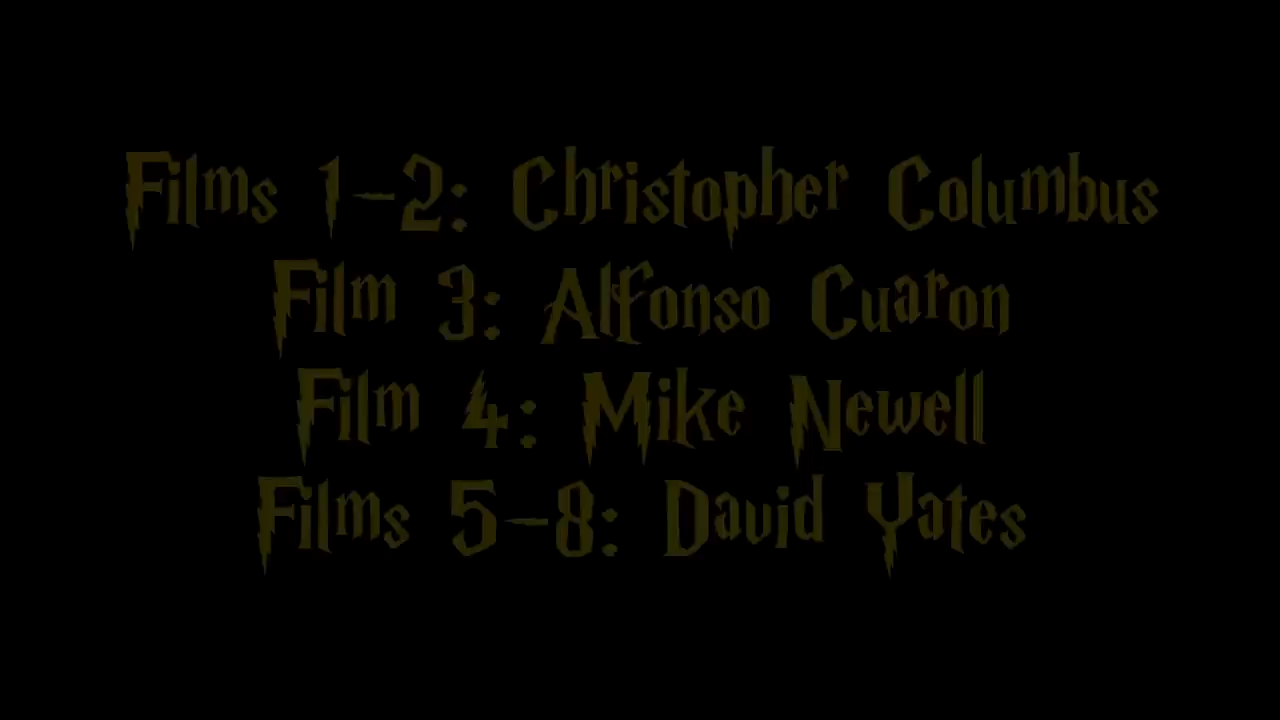 Films 1-2: Christopher Columbus
Film 3: Alfonso Cuaron
Film 4: Mike Newell
Films 5-8: David Yates